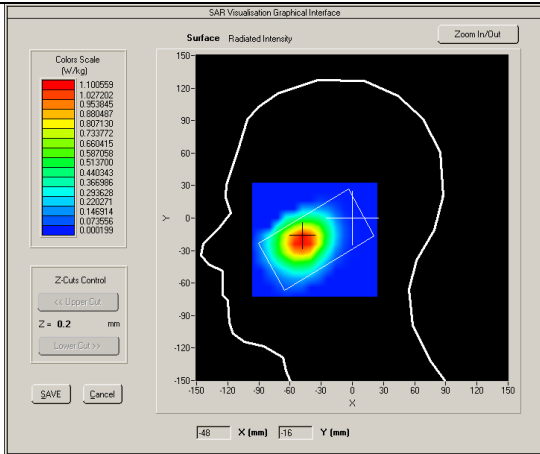 SAR Visualisation Graphical Interface
Surface Radiated Intensity
Zoom In/Out
Colors Scale
(W/kg)
1.100559
1.027202
0.953845
0.880487
0.807130
0.733772
0.660415
0.587058
0.513700
0.440343
0.366986
0.293628
0.220271
0.146914
0.073556
0.000199
Z-Cuts Control
<< Upper Cut
Z = 0.2 mm
Lower Cut >>
SAVE Cancel
150
120
90
60
30
0
-30
-60
-90
-120
-150
Y
-150 -120 -90 -60 -30 0 30 60 90 120 150
X
-48 X (mm) -16 Y (mm)